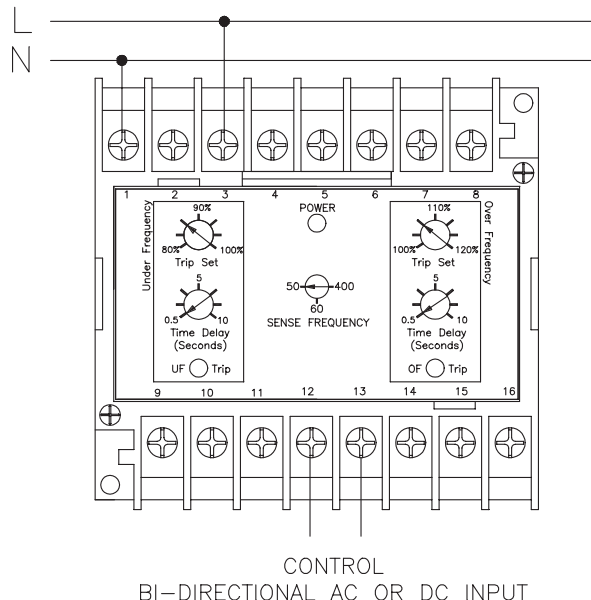 L
N
1 2 3 4 5 6 7 8
Under Frequency
90%
80% 100%
Trip Set
5
0.5 10
Time Delay
(Seconds)
UF Trip
POWER
50 400
60
SENSE FREQUENCY
Over Frequency
110%
100% 120%
Trip Set
5
0.5 10
Time Delay
(Seconds)
OF Trip
9 10 11 12 13 14 15 16
CONTROL
BI-DIRECTIONAL AC OR DC INPUT